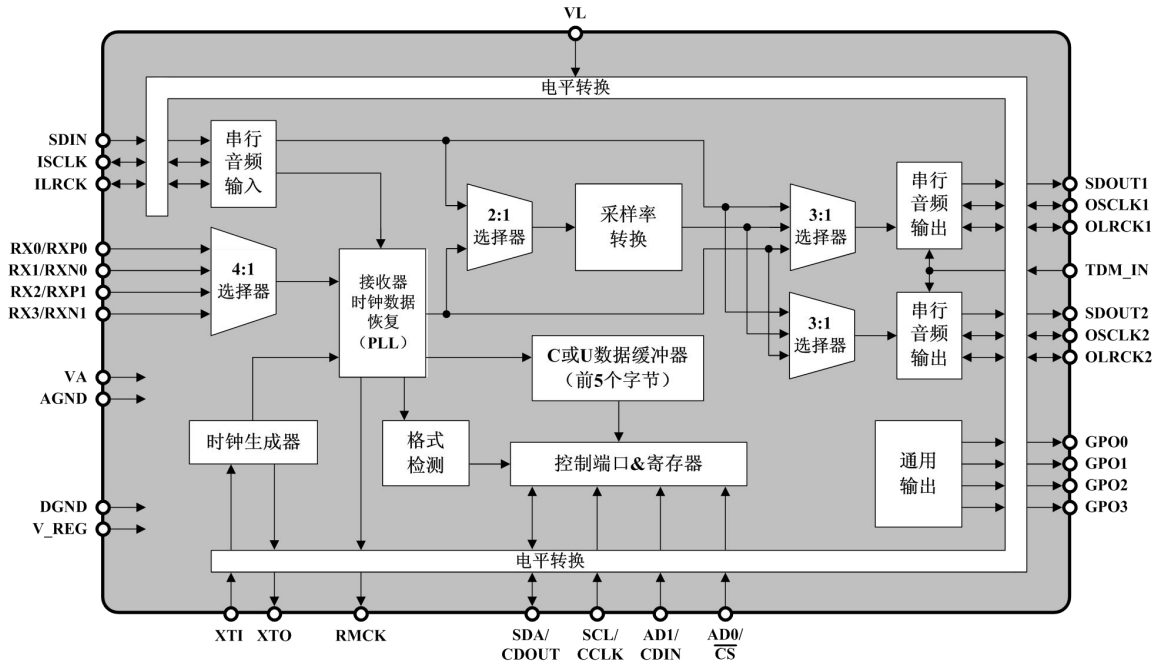 VL
电平转换
SDIN
ISCLK
ILRCK
串行
音频
输入
RX0/RXP0
RX1/RXN0
RX2/RXP1
RX3/RXN1
4:1
选择器
接收器
时钟数据
恢复
（PLL）
2:1
选择器
采样率
转换
3:1
选择器
串行
音频
输出
SDOUT1
OSCLK1
OLRCK1
TDM_IN
3:1
选择器
串行
音频
输出
SDOUT2
OSCLK2
OLRCK2
C或U数据缓冲器
（前5个字节）
VA
AGND
时钟生成器
格式
检测
控制端口&寄存器
通用
输出
GPO0
GPO1
GPO2
GPO3
DGND
V_REG
电平转换
XTI
XTO
RMCK
SDA/
CDOUT
SCL/
CCLK
AD1/
CDIN
AD0/
CS